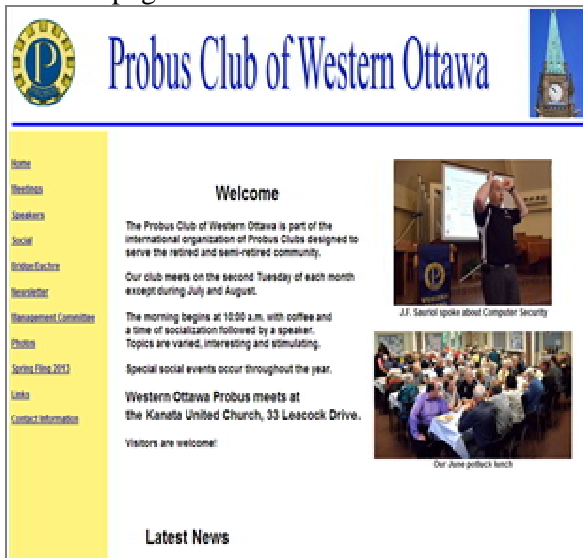 Probus Club of Western Ottawa
Home
Meetings
Speakers
Social
Bridge/Euchre
Newsletter
Management Committee
Photos
Spring Fling 2013
Links
Contact Information
Welcome
The Probus Club of Western Ottawa is part of the
international organization of Probus Clubs designed to
serve the retired and semi-retired community.
Our club meets on the second Tuesday of each month
except during July and August.
The morning begins at 10:00 a.m. with coffee and
a time of socialization followed by a speaker.
Topics are varied, interesting and stimulating.
Special social events occur throughout the year.
Western Ottawa Probus meets at
the Kanata United Church, 33 Leacock Drive.
Visitors are welcome!
Latest News
J.F. Sauriol spoke about Computer Security
Our June potluck lunch